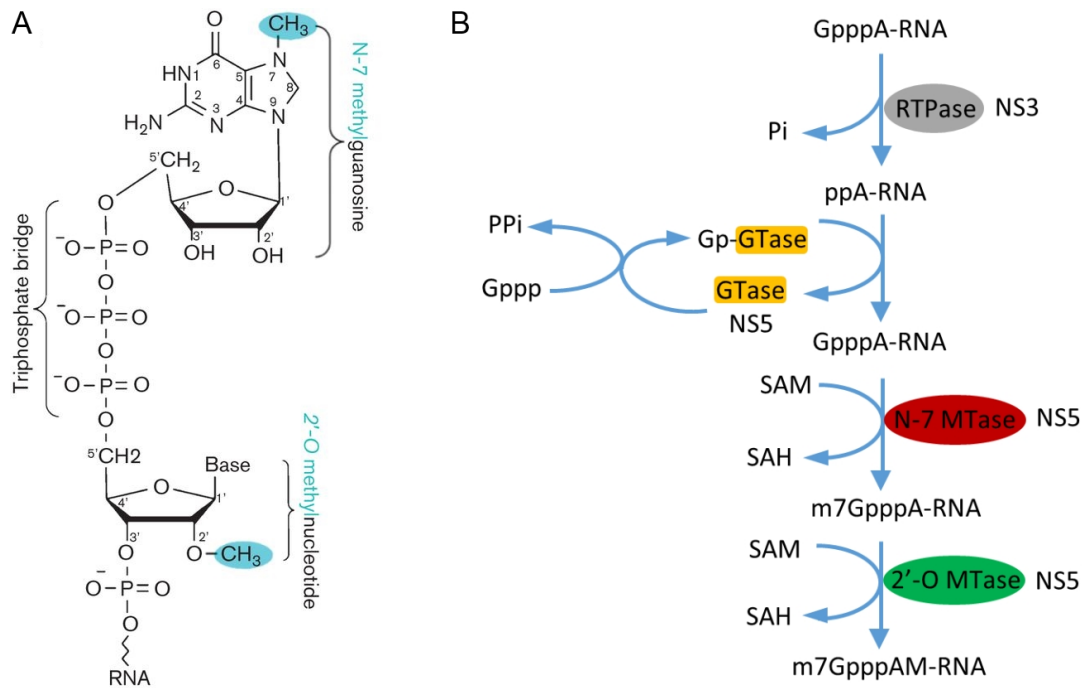 A
O
CH₃
6
HN 1
5
7
N
8
2
3
4
9
H₂N
N
N
N-7 methylguanosine
5'
CH₂
O
O
4'
1'
3'
2'
OH
OH
⁻O-P=O
O
⁻O-P=O
O
⁻O-P=O
O
Triphosphate bridge
5'
CH2
Base
O
4'
1'
3'
2'
O
O-CH₃
2'-O methylnucleotide
⁻O-P=O
O
RNA
B
GpppA-RNA
RTPase NS3
Pi
ppA-RNA
PPi
Gp-GTase
Gppp
GTase
NS5
GpppA-RNA
SAM
N-7 MTase NS5
SAH
m7GpppA-RNA
SAM
2'-O MTase NS5
SAH
m7GpppAM-RNA